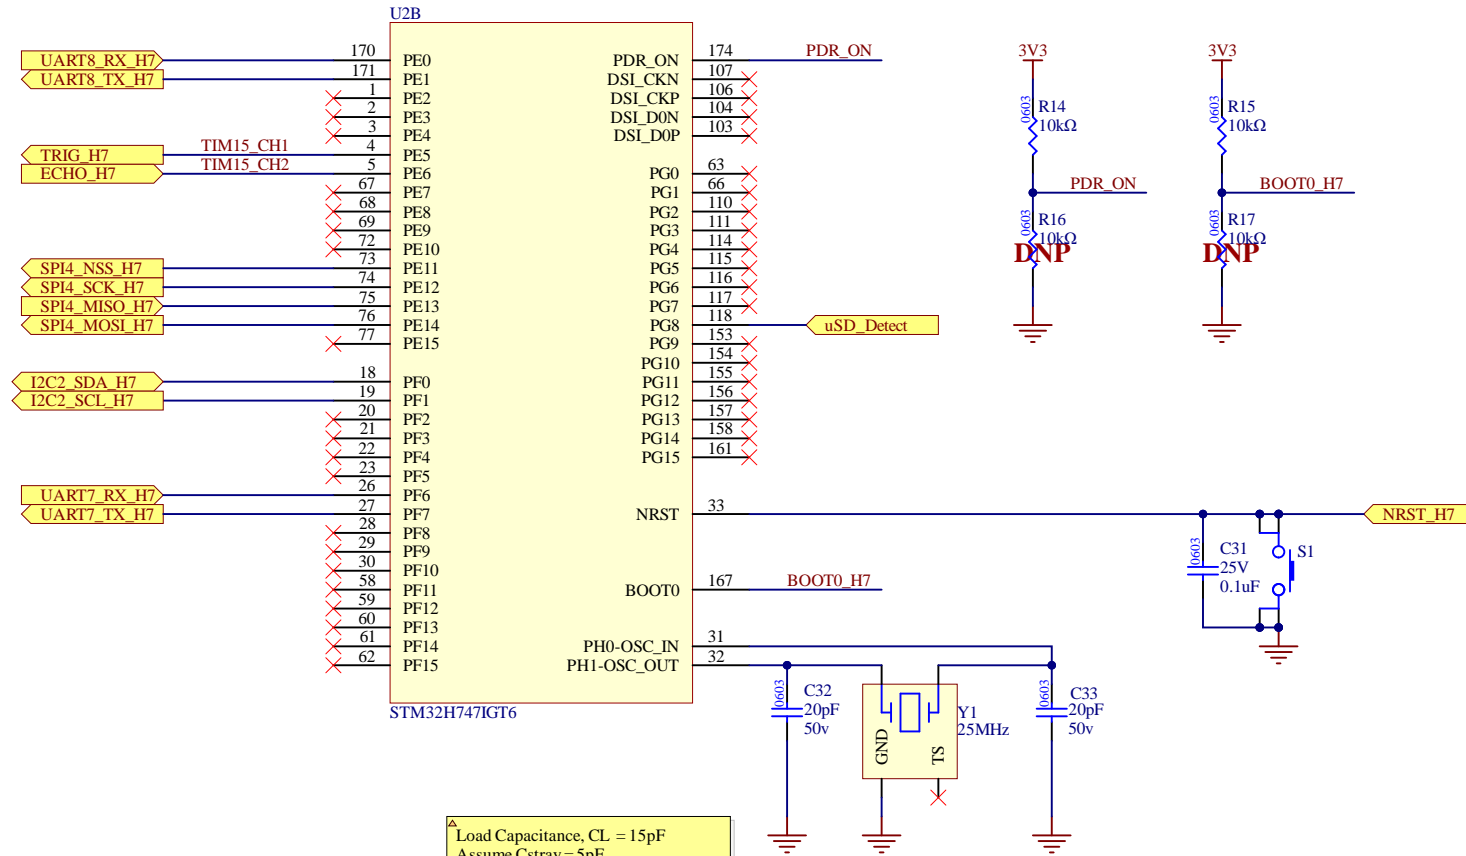 U2B
UART8_RX_H7 170 PE0
UART8_TX_H7 171 PE1
1 PE2
2 PE3
3 PE4
TRIG_H7 TIM15_CH1 4 PE5
ECHO_H7 TIM15_CH2 5 PE6
67 PE7
68 PE8
69 PE9
72 PE10
SPI4_NSS_H7 73 PE11
SPI4_SCK_H7 74 PE12
SPI4_MISO_H7 75 PE13
SPI4_MOSI_H7 76 PE14
77 PE15
I2C2_SDA_H7 18 PF0
I2C2_SCL_H7 19 PF1
20 PF2
21 PF3
22 PF4
23 PF5
UART7_RX_H7 26 PF6
UART7_TX_H7 27 PF7
28 PF8
29 PF9
30 PF10
58 PF11
59 PF12
60 PF13
61 PF14
62 PF15
PDR_ON 174 PDR_ON
DSI_CKN 107
DSI_CKP 106
DSI_D0N 104
DSI_D0P 103
PG0 63
PG1 66
PG2 110
PG3 111
PG4 114
PG5 115
PG6 116
PG7 117
PG8 118 uSD_Detect
PG9 153
PG10 154
PG11 155
PG12 156
PG13 157
PG14 158
PG15 161
NRST 33
BOOT0 167 BOOT0_H7
PH0-OSC_IN 31
PH1-OSC_OUT 32
STM32H747IGT6
3V3
0603 R14
10kΩ
PDR_ON
0603 R16
10kΩ
DNP
3V3
0603 R15
10kΩ
BOOT0_H7
0603 R17
10kΩ
DNP
NRST_H7
0603 C31
25V
0.1uF
S1
0603 C32
20pF
50v
GND TS
Y1
25MHz
0603 C33
20pF
50v
Load Capacitance, CL = 15pF
Assume Cstray = 5pF